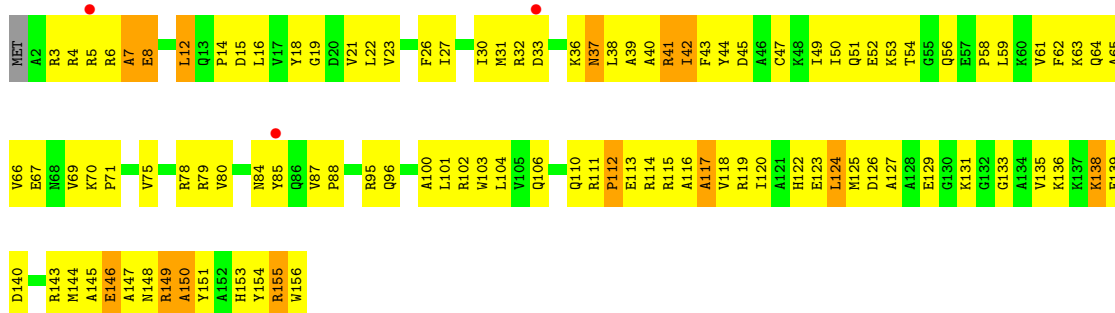 MET A2 R3 R4 R5 R6 A7 E8 L12 Q13 P14 D15 L16 V17 Y18 G19 D20 V21 L22 V23 F26 I27 I30 M31 R32 D33 K36 N37 L38 A39 A40 R41 I42 F43 Y44 D45 A46 C47 K48 I49 I50 Q51 E52 K53 T54 G55 Q56 E57 P58 L59 K60 V61 F62 K63 Q64 A65
V66 E67 N68 V69 K70 P71 V75 R78 R79 V80 N84 Y85 Q86 V87 P88 R95 Q96 A100 L101 R102 W103 L104 V105 Q106 Q110 R111 P112 E113 R114 R115 A116 A117 V118 R119 I120 A121 H122 E123 L124 M125 D126 A127 A128 E129 G130 K131 G132 G133 A134 V135 K136 K137 K138 E139
D140 R143 M144 A145 E146 A147 N148 R149 A150 Y151 A152 H153 Y154 R155 W156